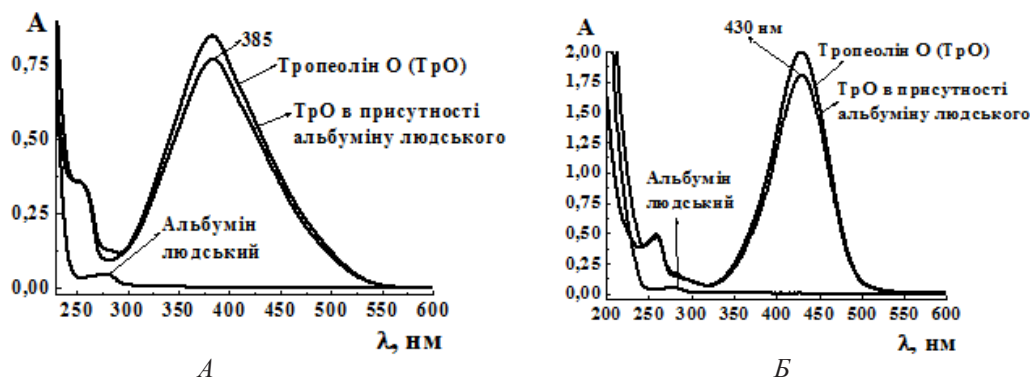 A
385
0,75
Тропеолін О (ТрО)
0,50
ТрО в присутності
альбуміну людського
0,25
Альбумін
людський
0,00
250 300 350 400 450 500 550 600
λ, нм
А
А
430 нм
2,00
Тропеолін О (ТрО)
1,75
ТрО в присутності
альбуміну людського
1,50
1,25
1,00
Альбумін
людський
0,75
0,50
0,25
0,00
200 250 300 350 400 450 500 550 600
λ, нм
Б